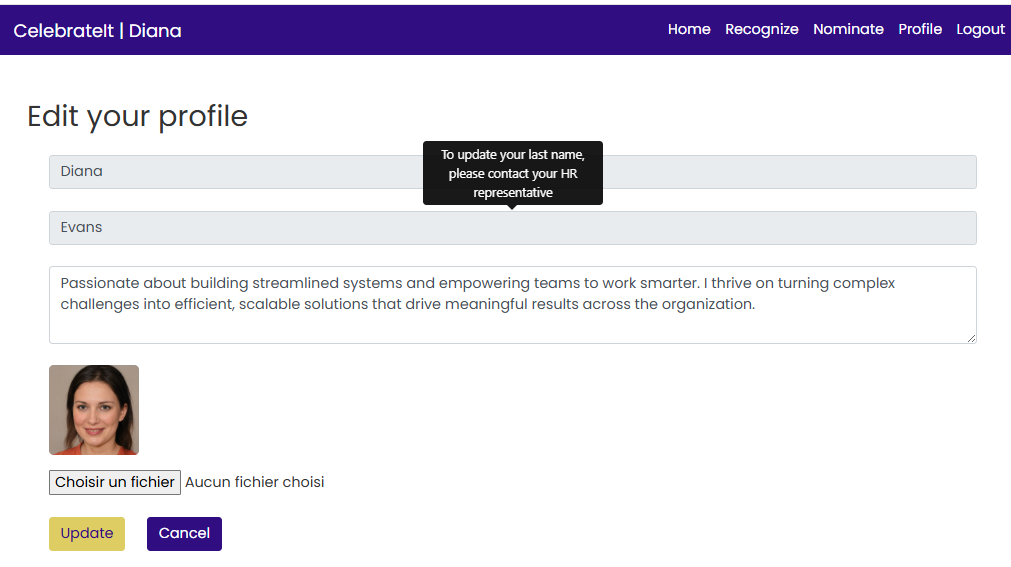 CelebrateIt | Diana
Home Recognize Nominate Profile Logout
Edit your profile
To update your last name,
please contact your HR
representative
Diana
Evans
Passionate about building streamlined systems and empowering teams to work smarter. I thrive on turning complex
challenges into efficient, scalable solutions that drive meaningful results across the organization.
Choisir un fichier Aucun fichier choisi
Update Cancel